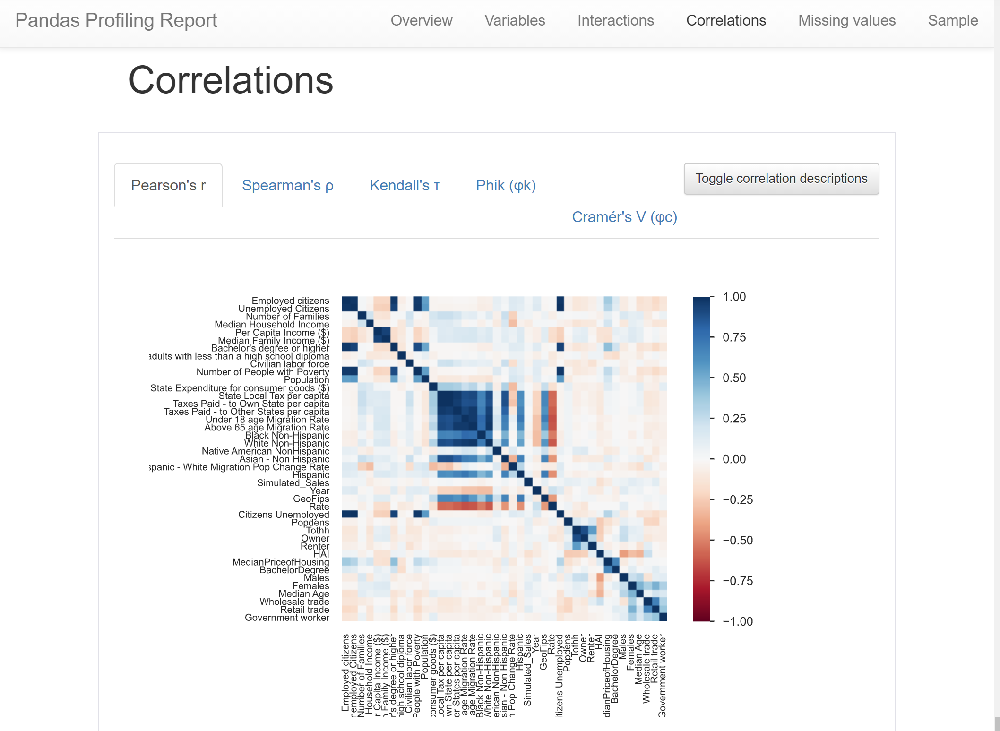 Pandas Profiling Report
Overview
Variables
Interactions
Correlations
Missing values
Sample
Correlations
Pearson's r
Spearman's ρ
Kendall's τ
Phik (φk)
Toggle correlation descriptions
Cramér's V (φc)
Employed citizens
Unemployed Citizens
Number of Families
Median Household Income
Per Capita Income ($)
Median Family Income ($)
Bachelor's degree or higher
adults with less than a high school diploma
Civilian labor force
Number of People with Poverty
Population
State Expenditure for consumer goods ($)
State Local Tax per capita
Taxes Paid - to Own State per capita
Taxes Paid - to Other States per capita
Under 18 age Migration Rate
Above 65 age Migration Rate
Black Non-Hispanic
White Non-Hispanic
Native American NonHispanic
Asian - Non Hispanic
spanic - White Migration Pop Change Rate
Hispanic
Simulated_Sales
Year
GeoFips
Rate
Citizens Unemployed
Popdens
Tothh
Owner
Renter
HAI
MedianPriceofHousing
BachelorDegree
Males
Females
Median Age
Wholesale trade
Retail trade
Government worker
1.00
0.75
0.50
0.25
0.00
−0.25
−0.50
−0.75
−1.00
Employed citizens
nemployed Citizens
Number of Families
Household Income
r Capita Income ($)
n Family Income ($)
r's degree or higher
high school diploma
Civilian labor force
People with Poverty
Population
consumer goods ($)
Local Tax per capita
wn State per capita
er States per capita
age Migration Rate
age Migration Rate
Black Non-Hispanic
White Non-Hispanic
erican NonHispanic
sian - Non Hispanic
n Pop Change Rate
Hispanic
Simulated_Sales
Year
GeoFips
Rate
tizens Unemployed
Popdens
Tothh
Owner
Renter
HAI
dianPriceofHousing
BachelorDegree
Males
Females
Median Age
Wholesale trade
Retail trade
Government worker